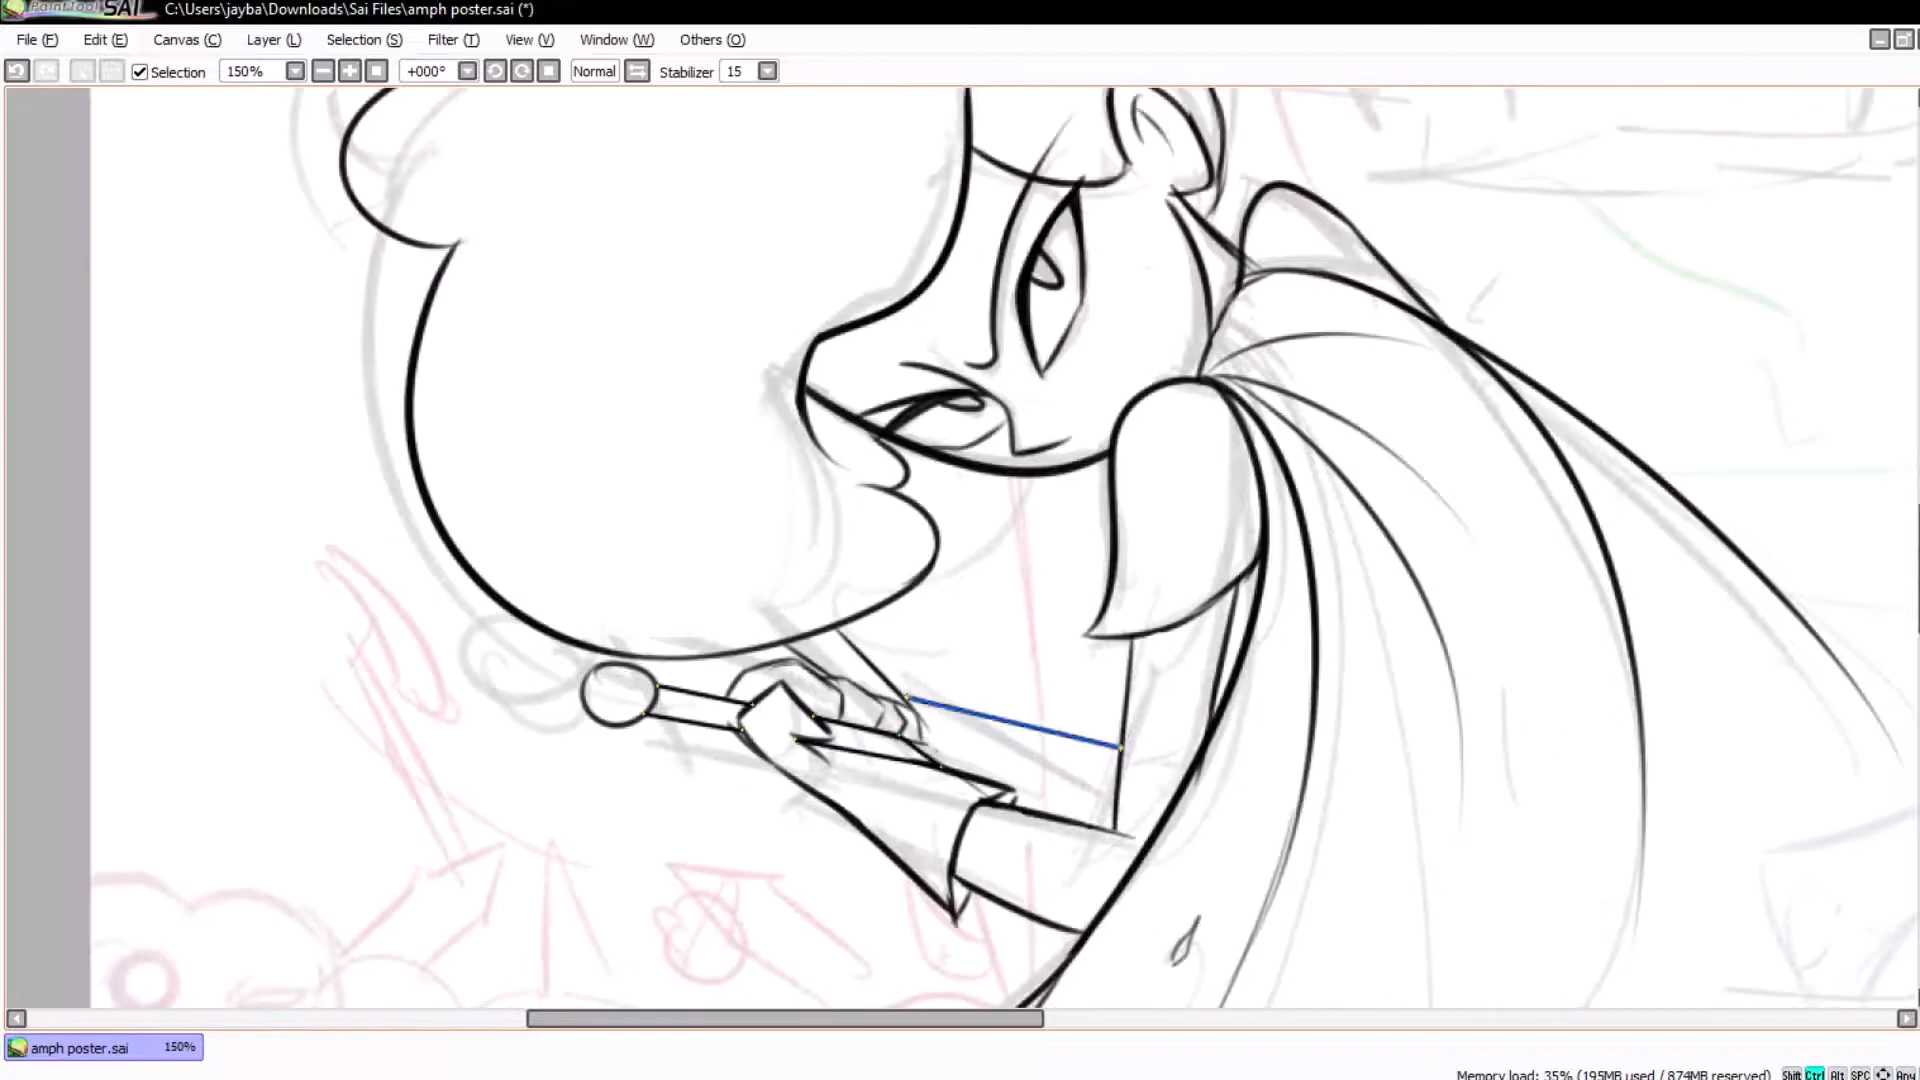 PaintTool SAI C:\Users\jayba\Downloads\Sai Files\amph poster.sai (*)
File (F) Edit (E) Canvas (C) Layer (L) Selection (S) Filter (T) View (V) Window (W) Others (O)
Selection 150% +000° Normal Stabilizer 15
amph poster.sai 150%
Memory load: 35% (195MB used / 874MB reserved) Shift Ctrl Alt SPC Any